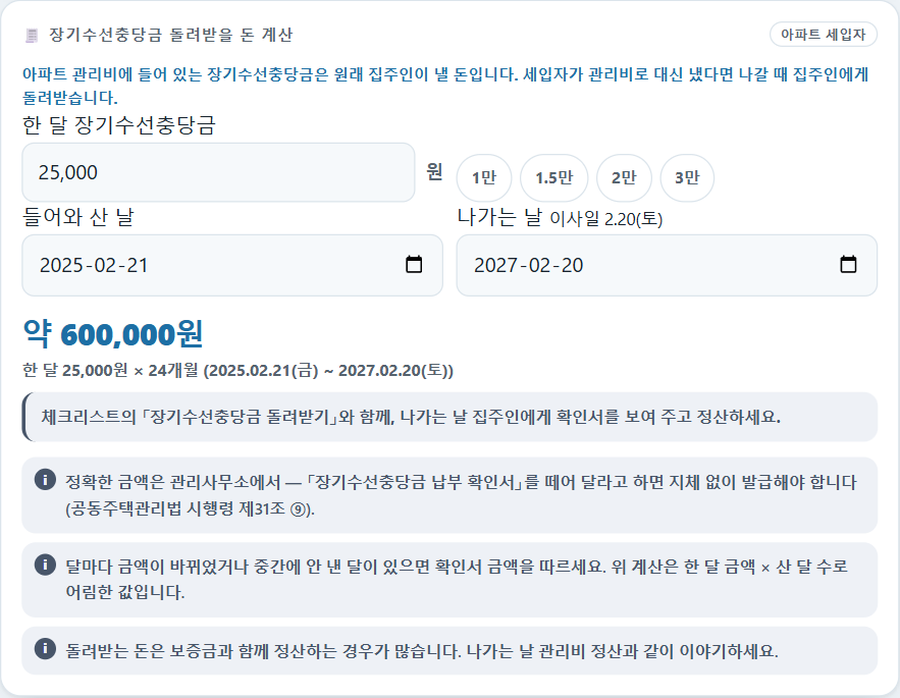 장기수선충당금 돌려받을 돈 계산
아파트 세입자
아파트 관리비에 들어 있는 장기수선충당금은 원래 집주인이 낼 돈입니다. 세입자가 관리비로 대신 냈다면 나갈 때 집주인에게
돌려받습니다.
한 달 장기수선충당금
25,000 원 1만 1.5만 2만 3만
들어와 산 날
나가는 날 이사일 2.20(토)
2025-02-21
2027-02-20
약 600,000원
한 달 25,000원 × 24개월 (2025.02.21(금) ~ 2027.02.20(토))
체크리스트의 「장기수선충당금 돌려받기」와 함께, 나가는 날 집주인에게 확인서를 보여 주고 정산하세요.
정확한 금액은 관리사무소에서 — 「장기수선충당금 납부 확인서」를 떼어 달라고 하면 지체 없이 발급해야 합니다
(공동주택관리법 시행령 제31조 ⑨).
달마다 금액이 바뀌었거나 중간에 안 낸 달이 있으면 확인서 금액을 따르세요. 위 계산은 한 달 금액 × 산 달 수로
어림한 값입니다.
돌려받는 돈은 보증금과 함께 정산하는 경우가 많습니다. 나가는 날 관리비 정산과 같이 이야기하세요.